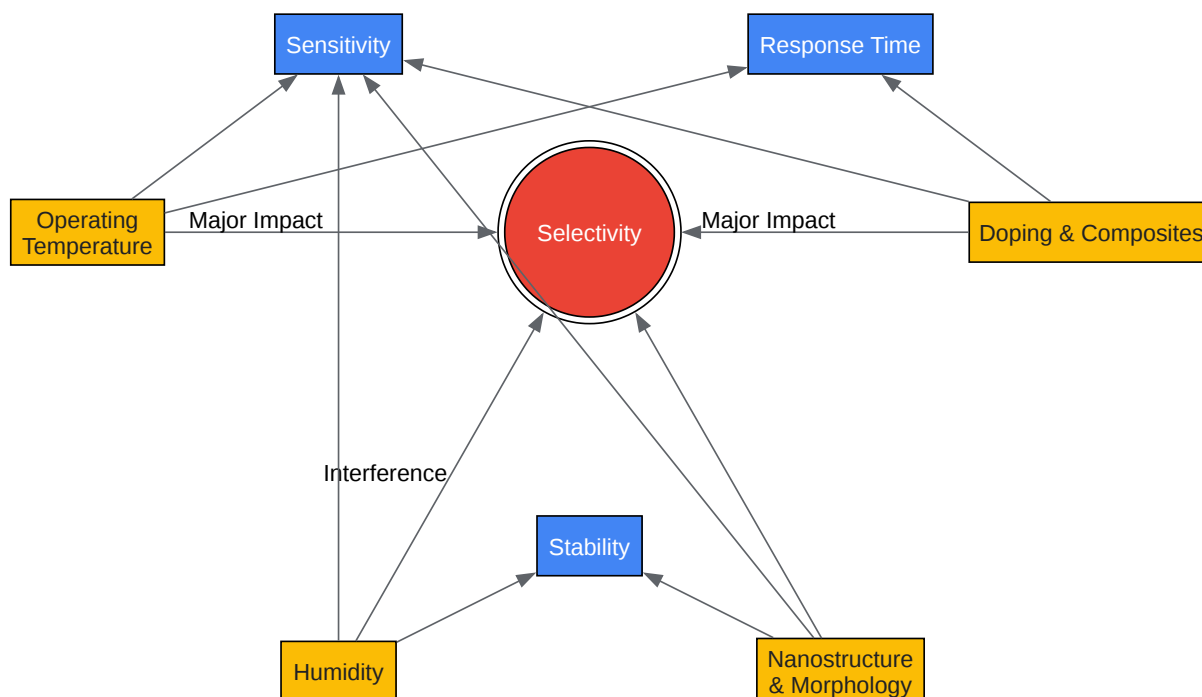 Sensitivity
Response Time
Operating
Temperature
Major Impact
Selectivity
Major Impact
Doping & Composites
Interference
Stability
Humidity
Nanostructure
& Morphology